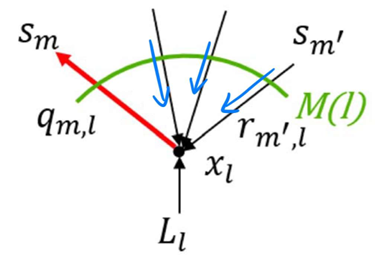 s_m
s_{m'}
q_{m,l}
r_{m',l}
M(l)
x_l
L_l